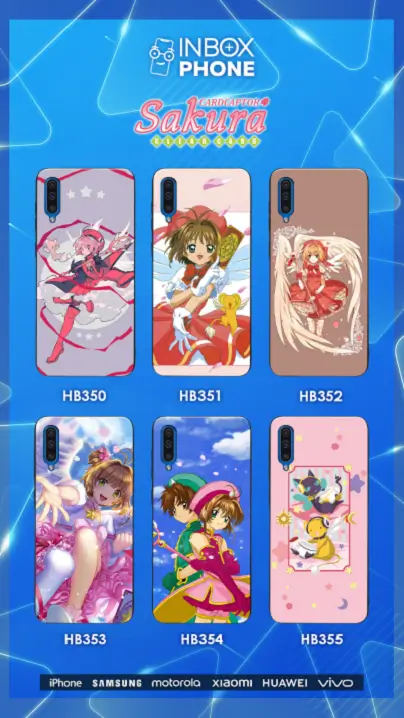 INBOX
PHONE
CARDCAPTOR
Sakura
CLEAR CARD
HB350 HB351 HB352
HB353 HB354 HB355
iPhone SAMSUNG motorola xiaomi HUAWEI vivo